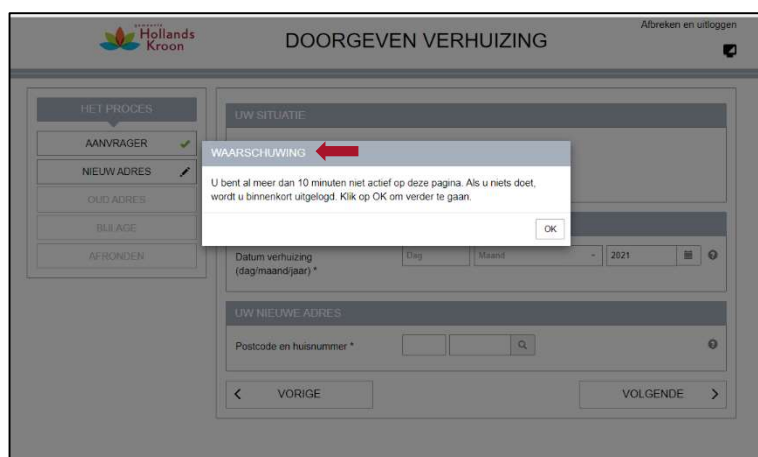 gemeente
Hollands
Kroon
DOORGEVEN VERHUIZING
Afbreken en uitloggen
HET PROCES
AANVRAGER
NIEUW ADRES
OUD ADRES
BIJLAGE
AFRONDEN
UW SITUATIE
WAARSCHUWING
U bent al meer dan 10 minuten niet actief op deze pagina. Als u niets doet,
wordt u binnenkort uitgelogd. Klik op OK om verder te gaan.
OK
Datum verhuizing
(dag/maand/jaar) *
Dag
Maand
2021
UW NIEUWE ADRES
Postcode en huisnummer *
VORIGE
VOLGENDE